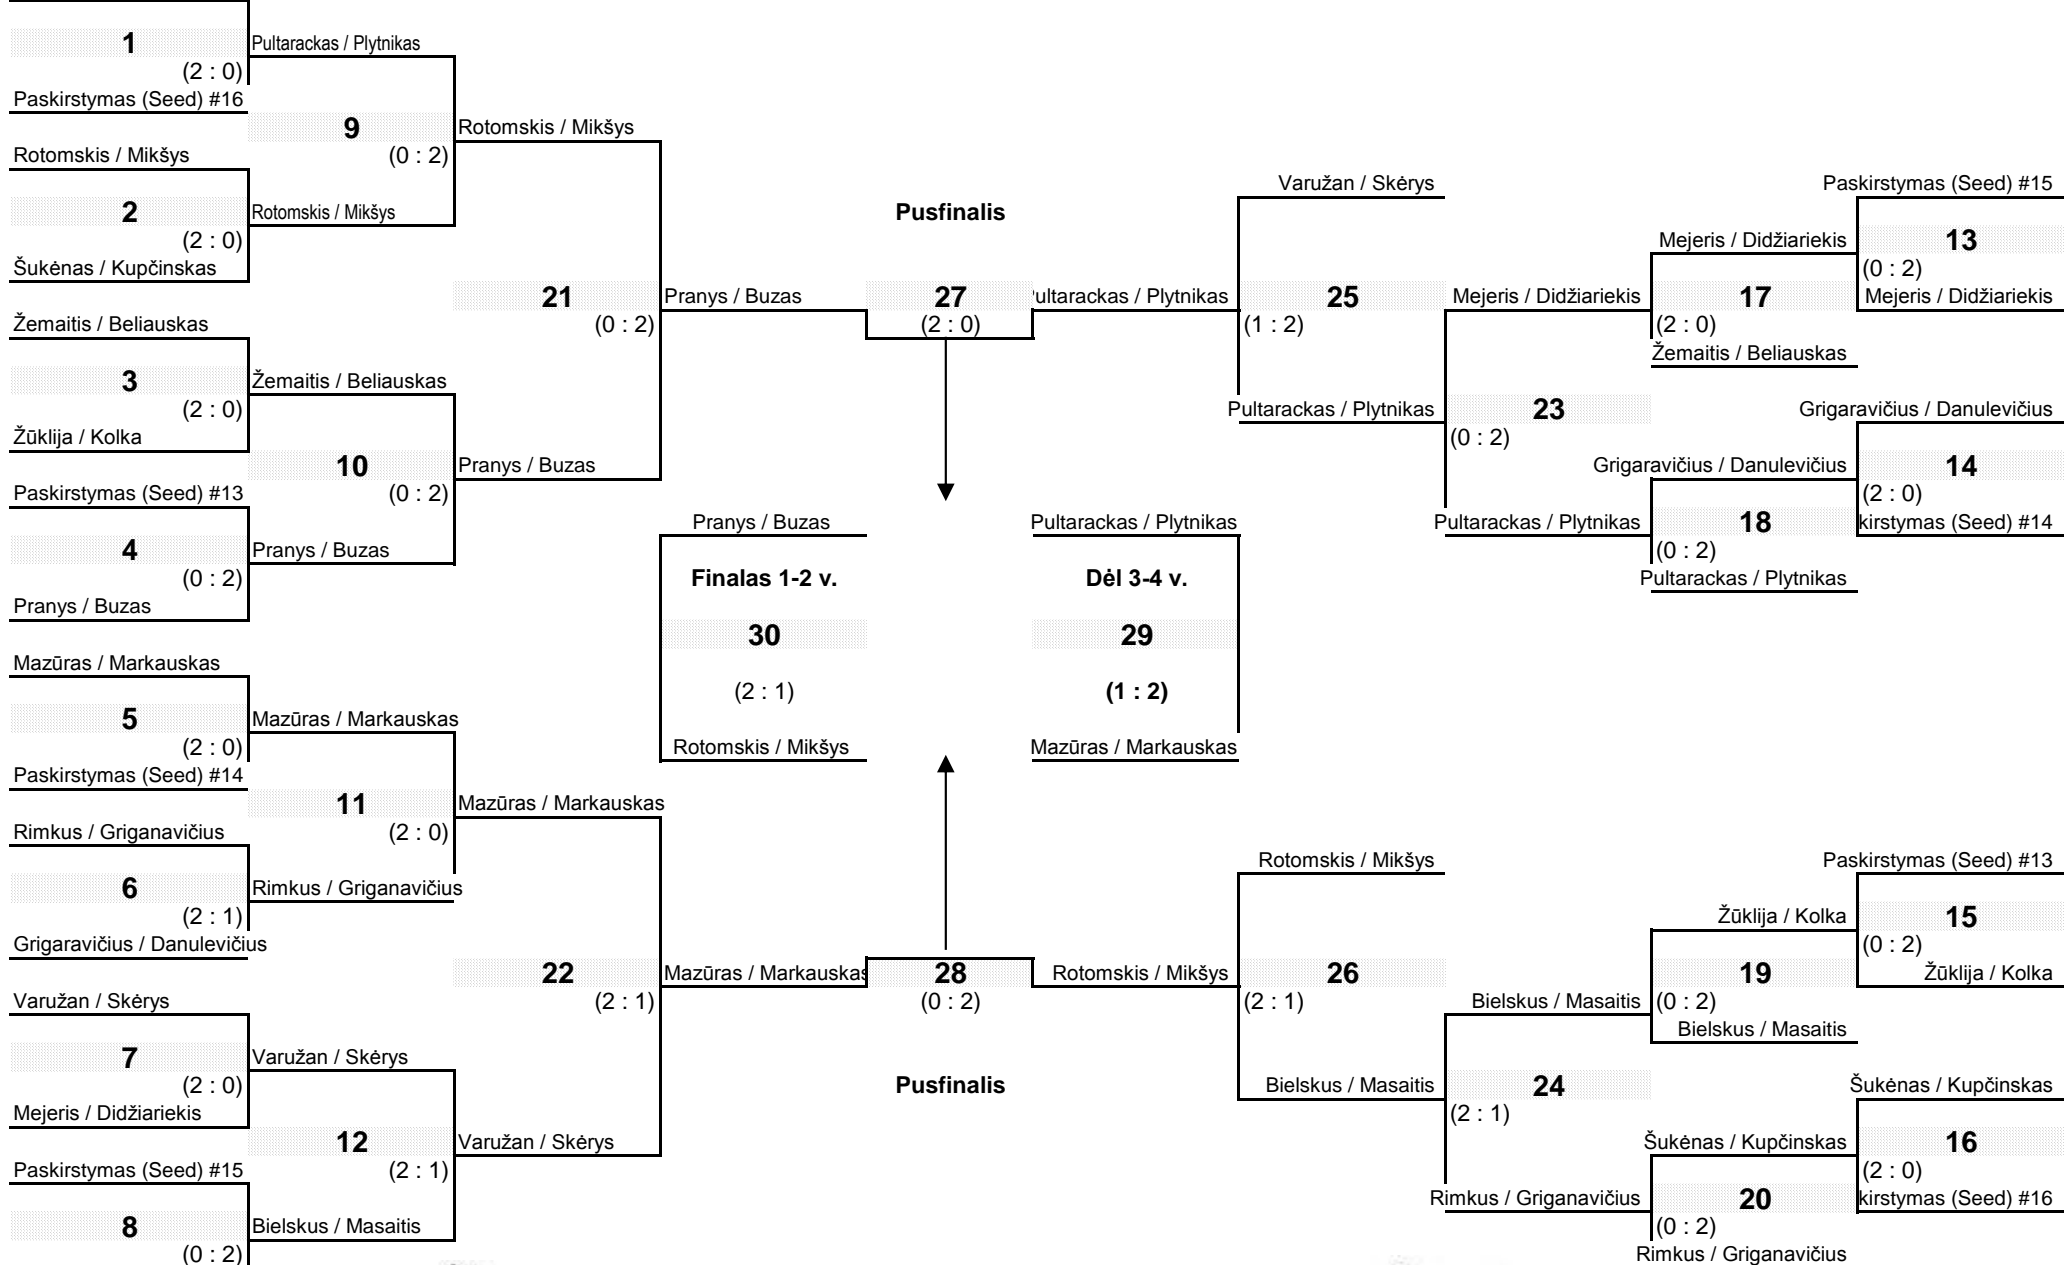 1
Pultarackas / Plytnikas
(2 : 0)
Paskirstymas (Seed) #16
9
Rotomskis / Mikšys
Rotomskis / Mikšys
(0 : 2)
Varužan / Skėrys
Paskirstymas (Seed) #15
2
Rotomskis / Mikšys
Pusfinalis
(2 : 0)
Mejeris / Didžiariekis
13
Šukėnas / Kupčinskas
(0 : 2)
21
Pranys / Buzas
27
ultarackas / Plytnikas
25
Mejeris / Didžiariekis
17
Mejeris / Didžiariekis
Žemaitis / Beliauskas
(0 : 2)
(2 : 0)
(1 : 2)
(2 : 0)
Žemaitis / Beliauskas
3
Žemaitis / Beliauskas
(2 : 0)
Pultarackas / Plytnikas
23
Grigaravičius / Danulevičius
Žūklija / Kolka
(0 : 2)
10
Pranys / Buzas
Grigaravičius / Danulevičius
14
Paskirstymas (Seed) #13
(0 : 2)
(2 : 0)
Pranys / Buzas
Pultarackas / Plytnikas
Pultarackas / Plytnikas
18
kirstymas (Seed) #14
4
Pranys / Buzas
(0 : 2)
(0 : 2)
Finalas 1-2 v.
Dėl 3-4 v.
Pultarackas / Plytnikas
Pranys / Buzas
30
29
Mazūras / Markauskas
(2 : 1)
(1 : 2)
5
Mazūras / Markauskas
(2 : 0)
Rotomskis / Mikšys
Mazūras / Markauskas
Paskirstymas (Seed) #14
11
Mazūras / Markauskas
Rimkus / Griganavičius
(2 : 0)
Rotomskis / Mikšys
Paskirstymas (Seed) #13
6
Rimkus / Griganavičius
(2 : 1)
Žūklija / Kolka
15
Grigaravičius / Danulevičius
(0 : 2)
22
Mazūras / Markauskas
28
Rotomskis / Mikšys
26
19
Žūklija / Kolka
Varužan / Skėrys
(2 : 1)
(0 : 2)
(2 : 1)
Bielskus / Masaitis
(0 : 2)
Bielskus / Masaitis
7
Varužan / Skėrys
(2 : 0)
Pusfinalis
Bielskus / Masaitis
24
Šukėnas / Kupčinskas
Mejeris / Didžiariekis
(2 : 1)
12
Varužan / Skėrys
Šukėnas / Kupčinskas
16
Paskirstymas (Seed) #15
(2 : 1)
(2 : 0)
Rimkus / Griganavičius
20
kirstymas (Seed) #16
8
Bielskus / Masaitis
(0 : 2)
(0 : 2)
Rimkus / Griganavičius